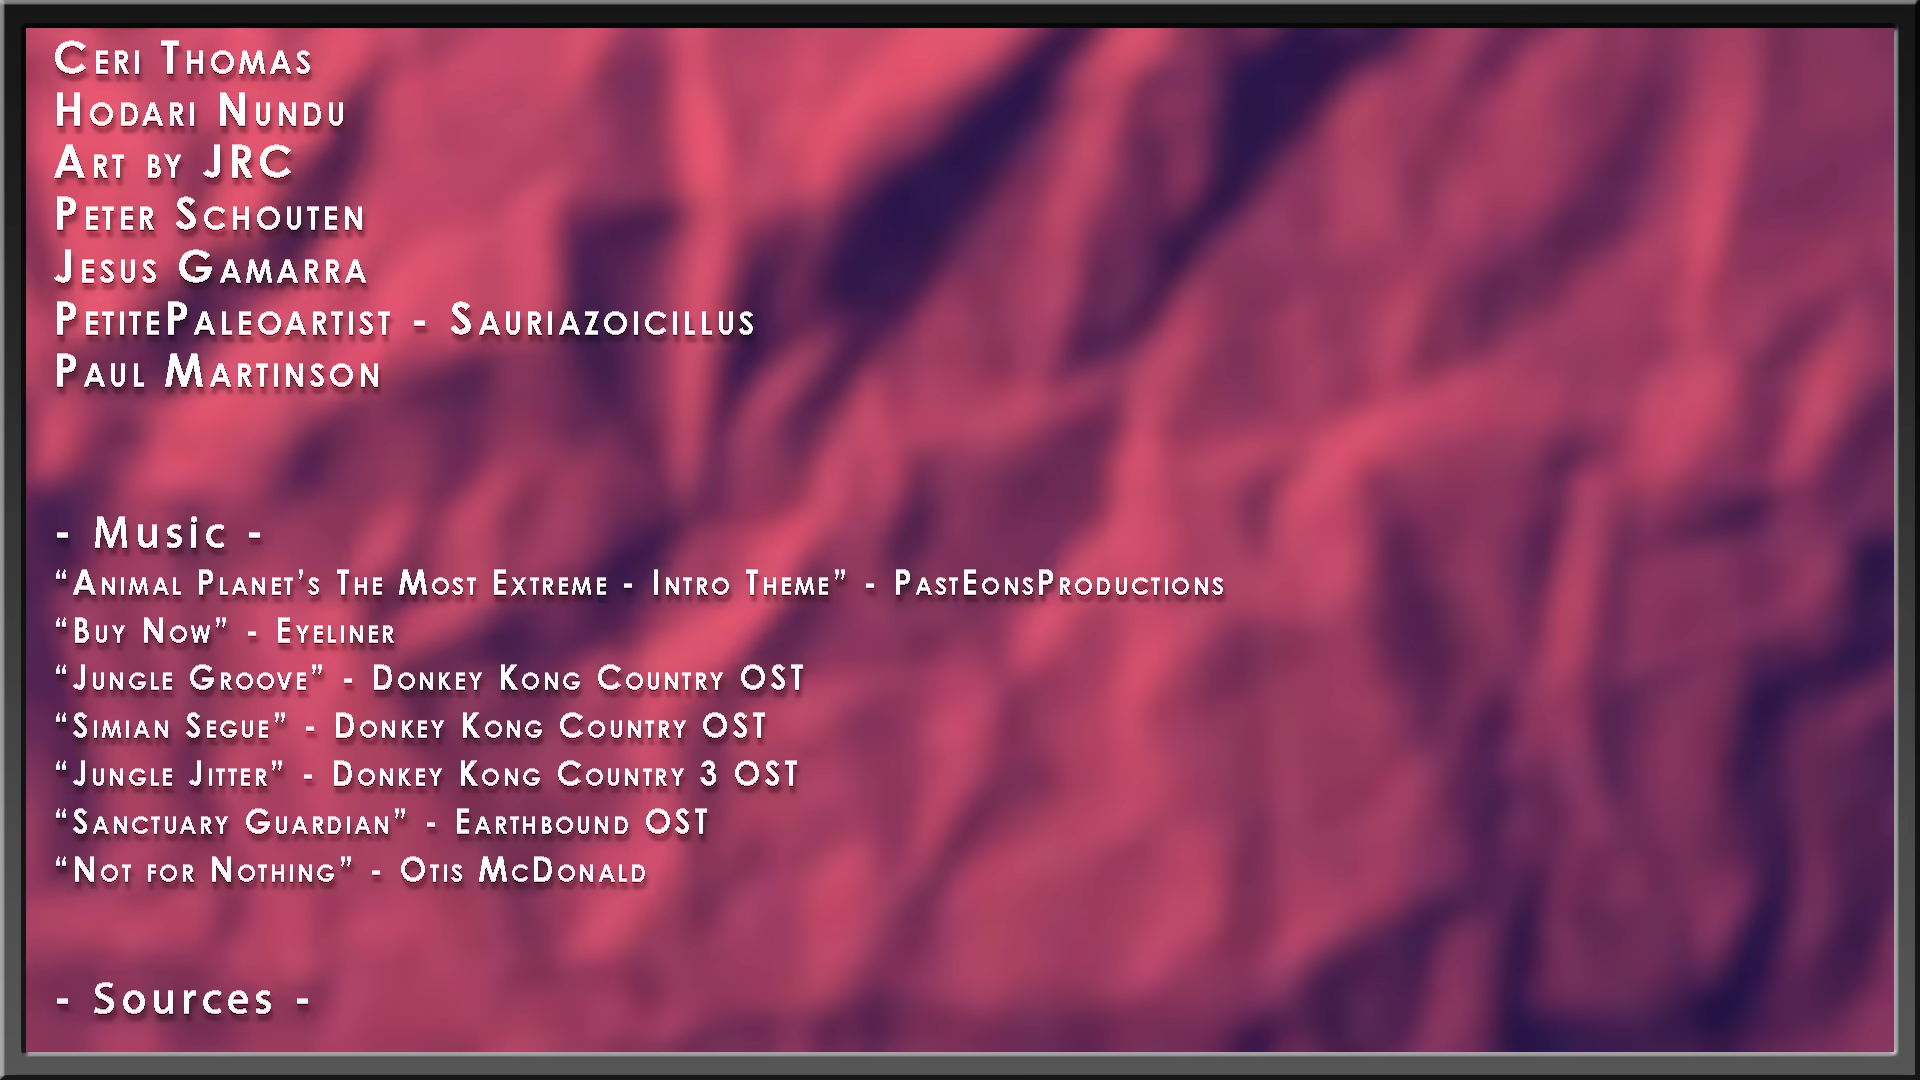 Ceri Thomas
Hodari Nundu
Art by JRC
Peter Schouten
Jesus Gamarra
PetitePaleoartist - Sauriazoicillus
Paul Martinson
- Music -
“Animal Planet’s The Most Extreme - Intro Theme” - PastEonsProductions
“Buy Now” - Eyeliner
“Jungle Groove” - Donkey Kong Country OST
“Simian Segue” - Donkey Kong Country OST
“Jungle Jitter” - Donkey Kong Country 3 OST
“Sanctuary Guardian” - Earthbound OST
“Not for Nothing” - Otis McDonald
- Sources -